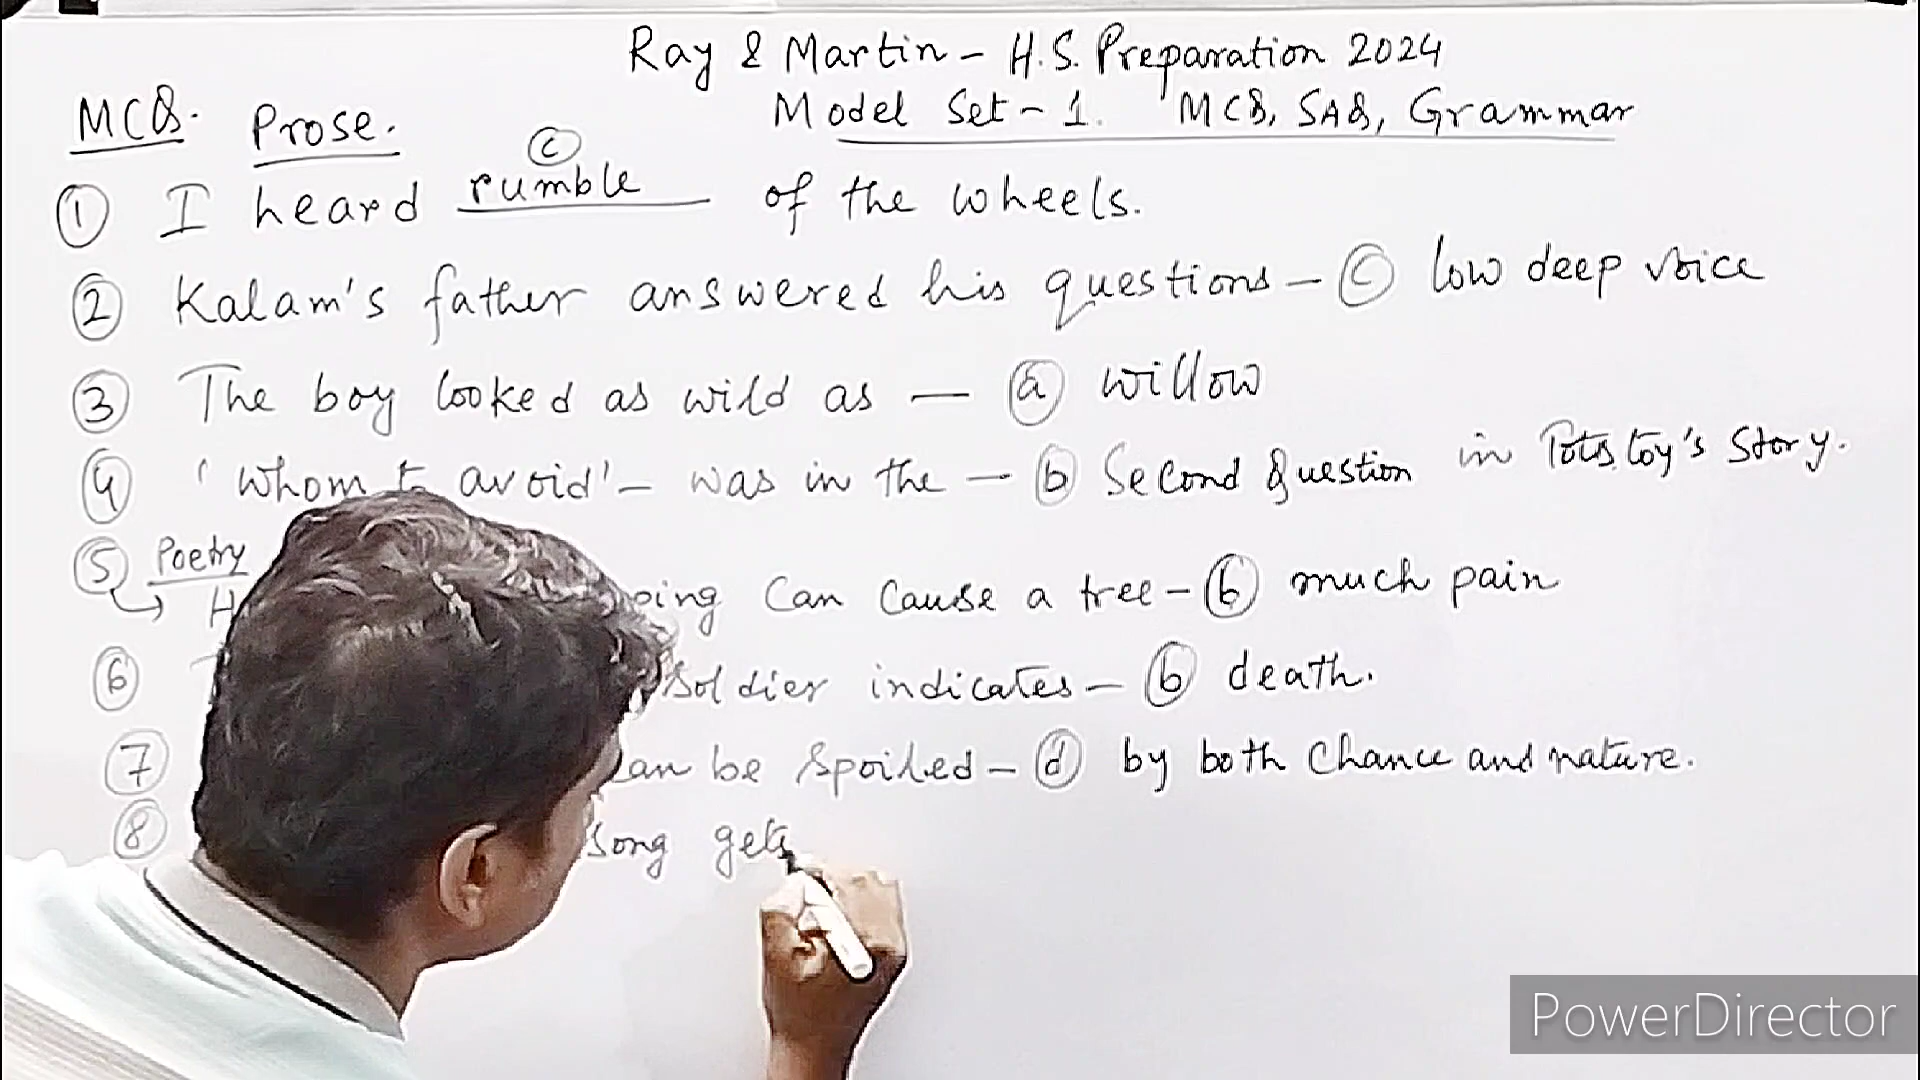 Ray & Martin - H.S. Preparation 2024
Model Set - 1. MCQ, SAQ, Grammar
MCQ. Prose.
(c)
① I heard rumble of the wheels.
② Kalam's father answered his questions - (c) low deep voice
③ The boy looked as wild as — (a) willow
④ 'Whom to avoid' - was in the - (b) Second Question in Story.
⑤ Poetry
can cause a tree - (b) much pain
⑥ soldier indicates - (b) death.
⑦ can be spoiled - (d) by both chance and nature.
⑧ song gets
PowerDirector